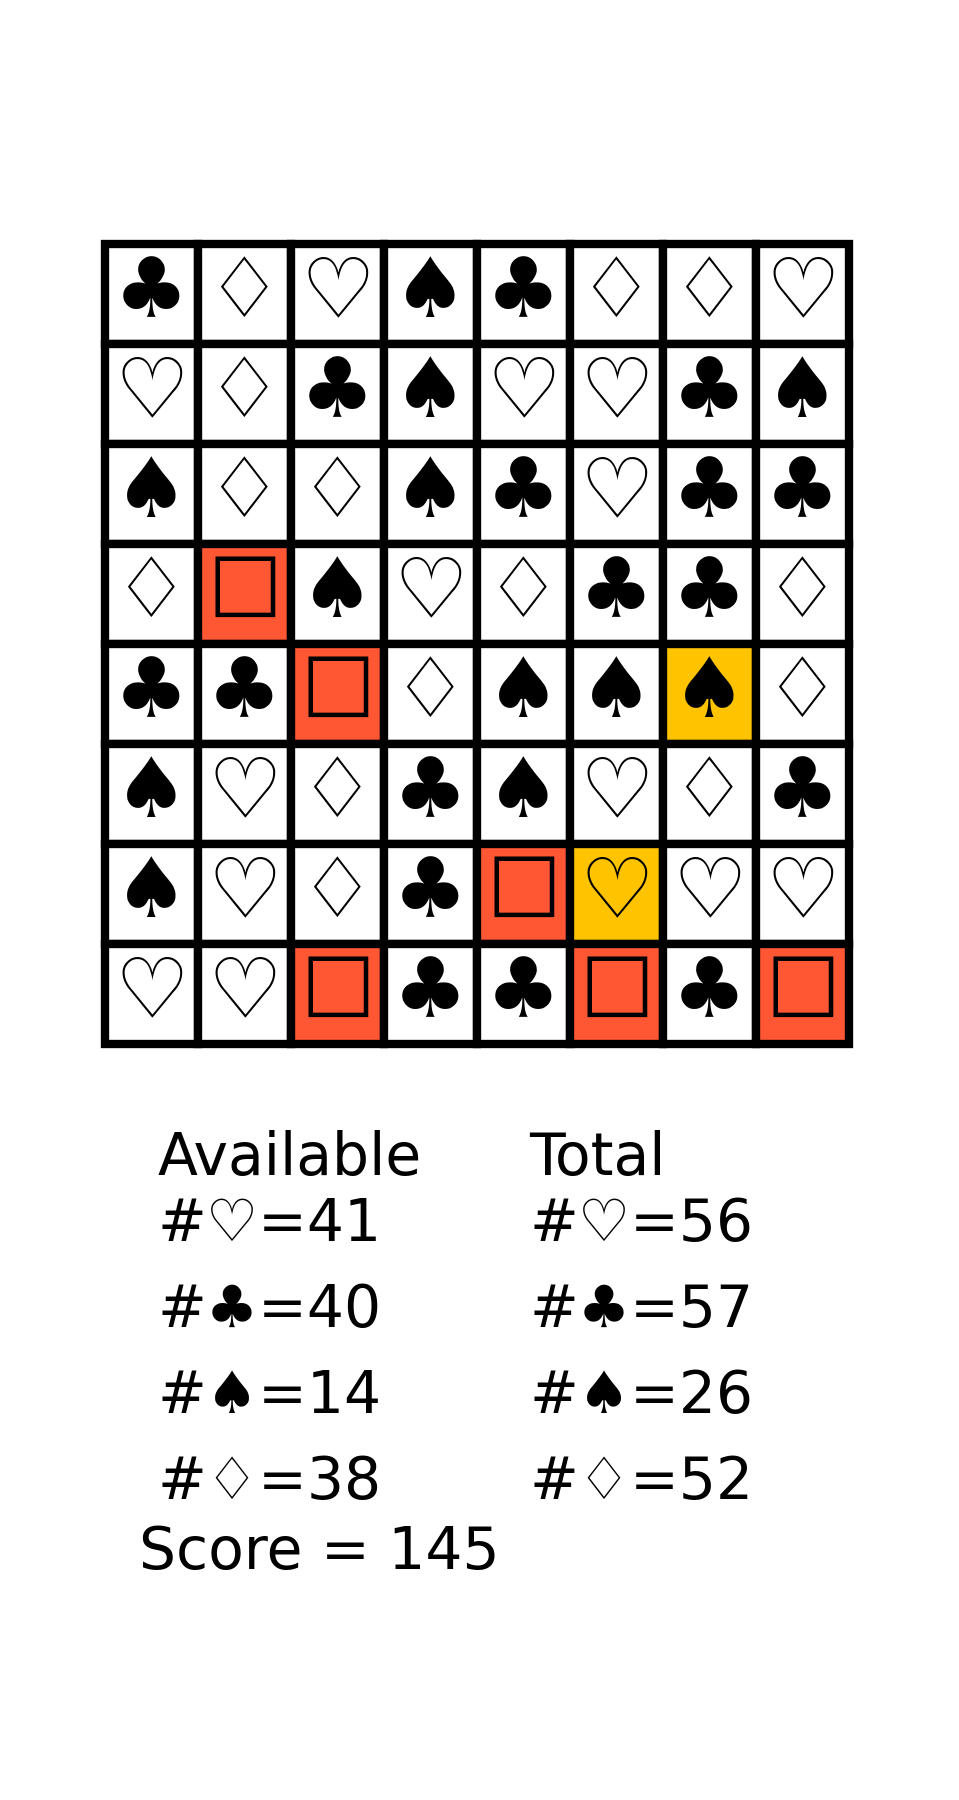 ♣ ♢ ♡ ♠ ♣ ♢ ♢ ♡
♡ ♢ ♣ ♠ ♡ ♡ ♣ ♠
♠ ♢ ♢ ♠ ♣ ♡ ♣ ♣
♢ □ ♠ ♡ ♢ ♣ ♣ ♢
♣ ♣ □ ♢ ♠ ♠ ♠ ♢
♠ ♡ ♢ ♣ ♠ ♡ ♢ ♣
♠ ♡ ♢ ♣ □ ♡ ♡ ♡
♡ ♡ □ ♣ ♣ □ ♣ □
Available Total
#♡=41 #♡=56
#♣=40 #♣=57
#♠=14 #♠=26
#♢=38 #♢=52
Score = 145